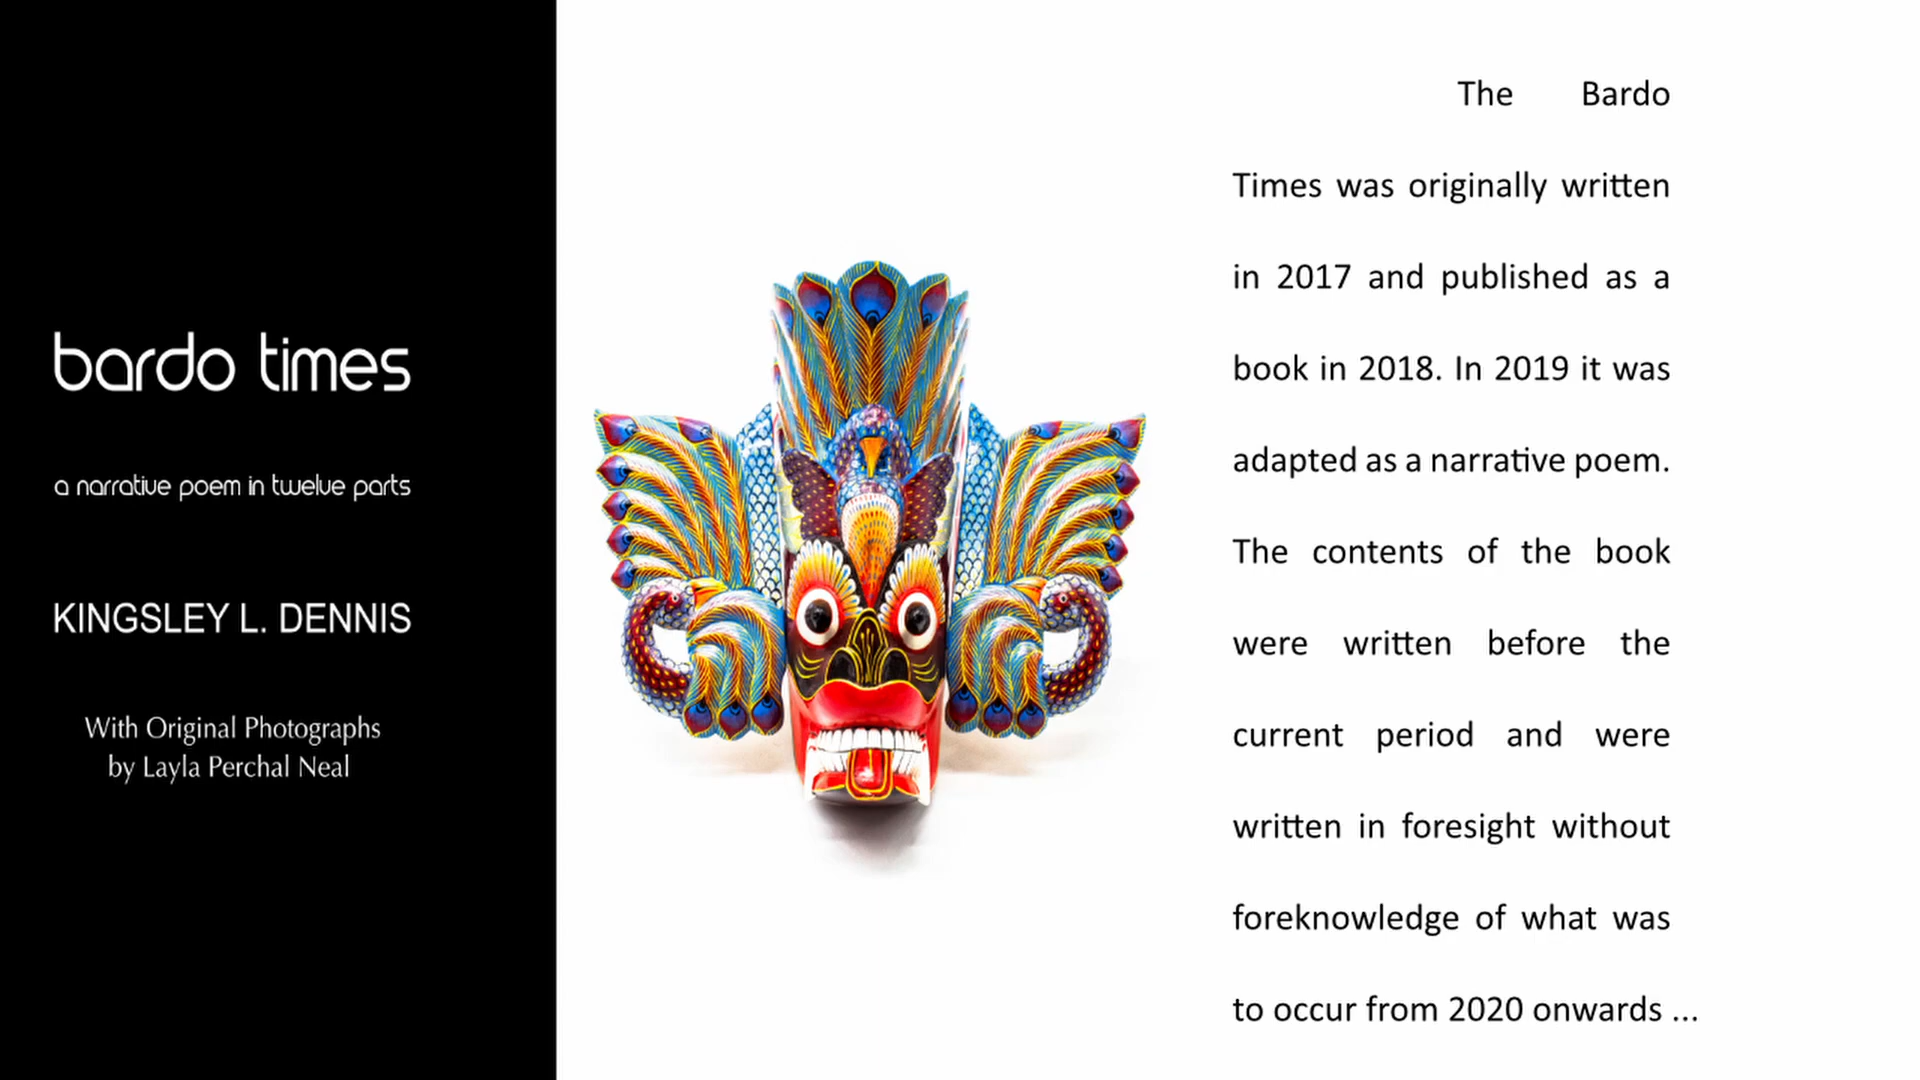 bardo times
a narrative poem in twelve parts
KINGSLEY L. DENNIS
With Original Photographs
by Layla Perchal Neal
The Bardo
Times was originally written
in 2017 and published as a
book in 2018. In 2019 it was
adapted as a narrative poem.
The contents of the book
were written before the
current period and were
written in foresight without
foreknowledge of what was
to occur from 2020 onwards ...